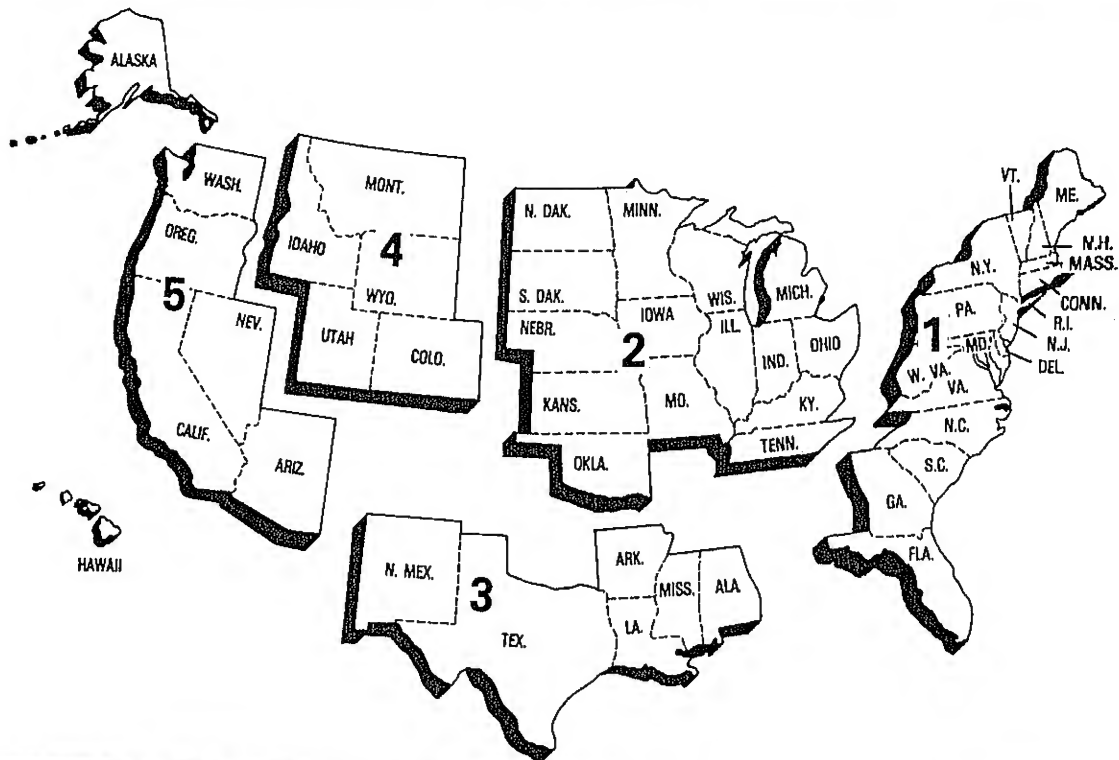 ALASKA
WASH.
OREG.
5
NEV.
CALIF.
ARIZ.
HAWAII
MONT.
IDAHO
4
WYO.
UTAH
COLO.
N. DAK.
MINN.
S. DAK.
WIS.
MICH.
NEBR.
IOWA
ILL.
2
IND.
OHIO
KANS.
MO.
KY.
OKLA.
TENN.
N. MEX.
3
TEX.
ARK.
LA.
MISS.
ALA.
VT.
ME.
N.H.
MASS.
N.Y.
CONN.
PA.
R.I.
N.J.
1
MD.
DEL.
W. VA.
VA.
N.C.
S.C.
GA.
FLA.